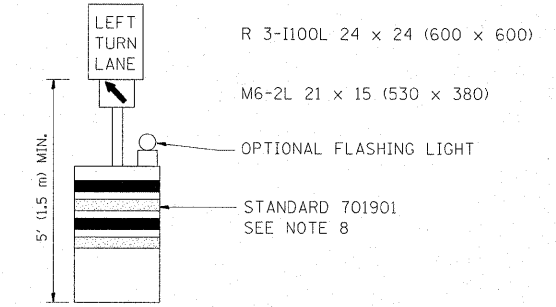 LEFT
TURN
LANE
R 3-I100L 24 x 24 (600 x 600)
M6-2L 21 x 15 (530 x 380)
OPTIONAL FLASHING LIGHT
5' (1.5 m) MIN.
STANDARD 701901
SEE NOTE 8